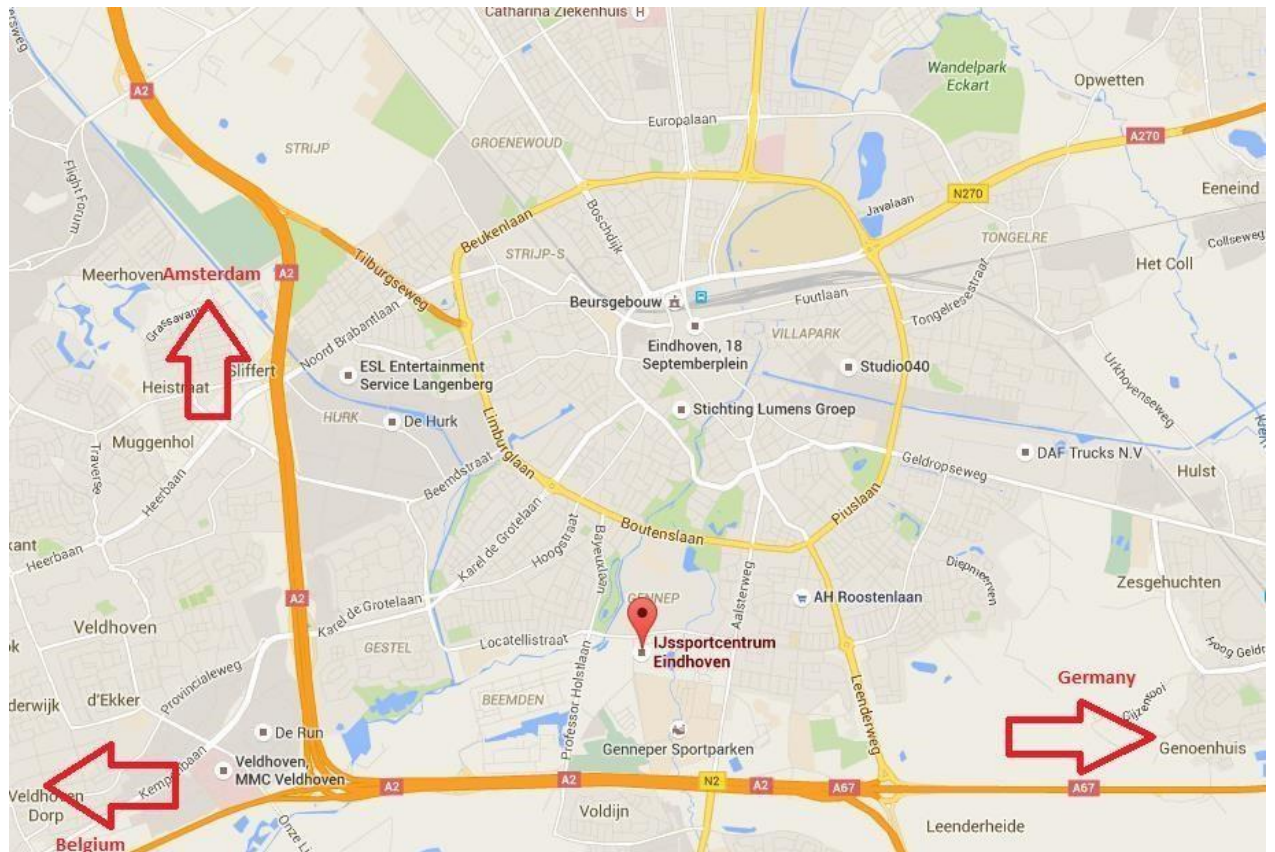 Catharina Ziekenhuis H
A2
Wandelpark
Eckart
Opwetten
Europalaan
A270
STRIJP
GROENEWOUD
Flight Forum
Boschdijk
N270
Javalaan
Eeneind
Beukenlaan
TONGELRE
Collseweg
STRIJP-S
Het Coll
Meerhoven
Amsterdam
A2
Tilburgseweg
Beursgebouw
Fuutlaan
Tongelresestraat
Noord Brabantlaan
VILLAPARK
Eindhoven, 18
Septemberplein
ESL Entertainment
Service Langenberg
Studio040
Urkhovenseweg
Sliffert
Heistraat
HURK
De Hurk
Limburglaan
Stichting Lumens Groep
Muggenhol
Traverse
Heerbaan
Beemdstraat
Geldropseweg
DAF Trucks N.V
Hulst
Piuslaan
Boutenslaan
Karel de Grotelaan
Hoogstraat
Bayeuxlaan
Heerbaan
Aalsterweg
Diepmeerven
Zesgehuchten
A2
GENNEP
AH Roostenlaan
Karel de Grotelaan
Veldhoven
Locatellistraat
IJssportcentrum
Eindhoven
GESTEL
Provincialeweg
Professor Holstlaan
Leenderweg
Germany
d'Ekker
BEEMDEN
De Run
Genneper Sportparken
Genoenhuis
Veldhoven,
MMC Veldhoven
Kempenbaan
A2
A2
N2
A2
A67
A67
Veldhoven
Dorp
Voldijn
Leenderheide
Belgium